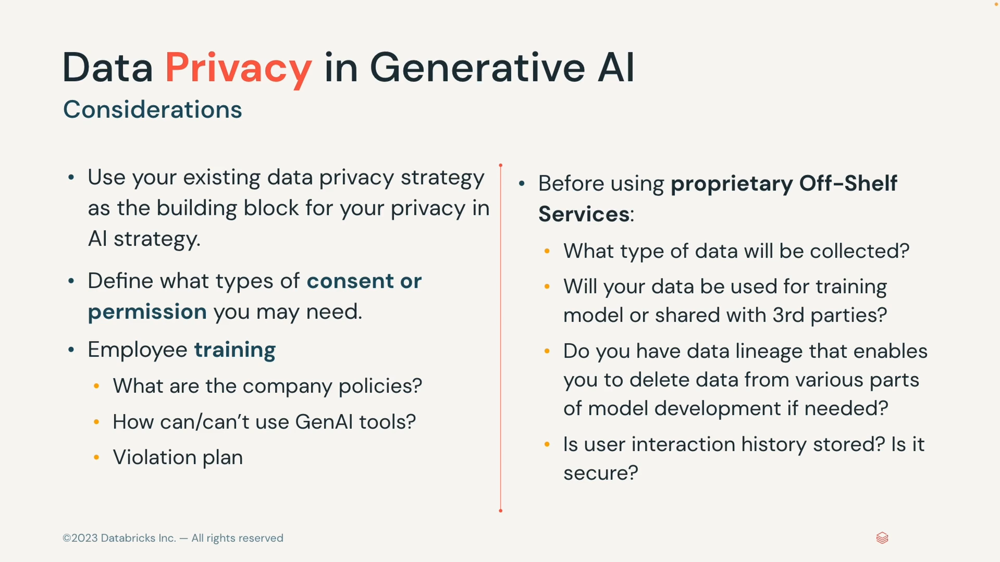 Data Privacy in Generative AI
Considerations
• Use your existing data privacy strategy
as the building block for your privacy in
AI strategy.
• Define what types of consent or
permission you may need.
• Employee training
• What are the company policies?
• How can/can’t use GenAI tools?
• Violation plan
• Before using proprietary Off-Shelf
Services:
• What type of data will be collected?
• Will your data be used for training
model or shared with 3rd parties?
• Do you have data lineage that enables
you to delete data from various parts
of model development if needed?
• Is user interaction history stored? Is it
secure?
©2023 Databricks Inc. — All rights reserved